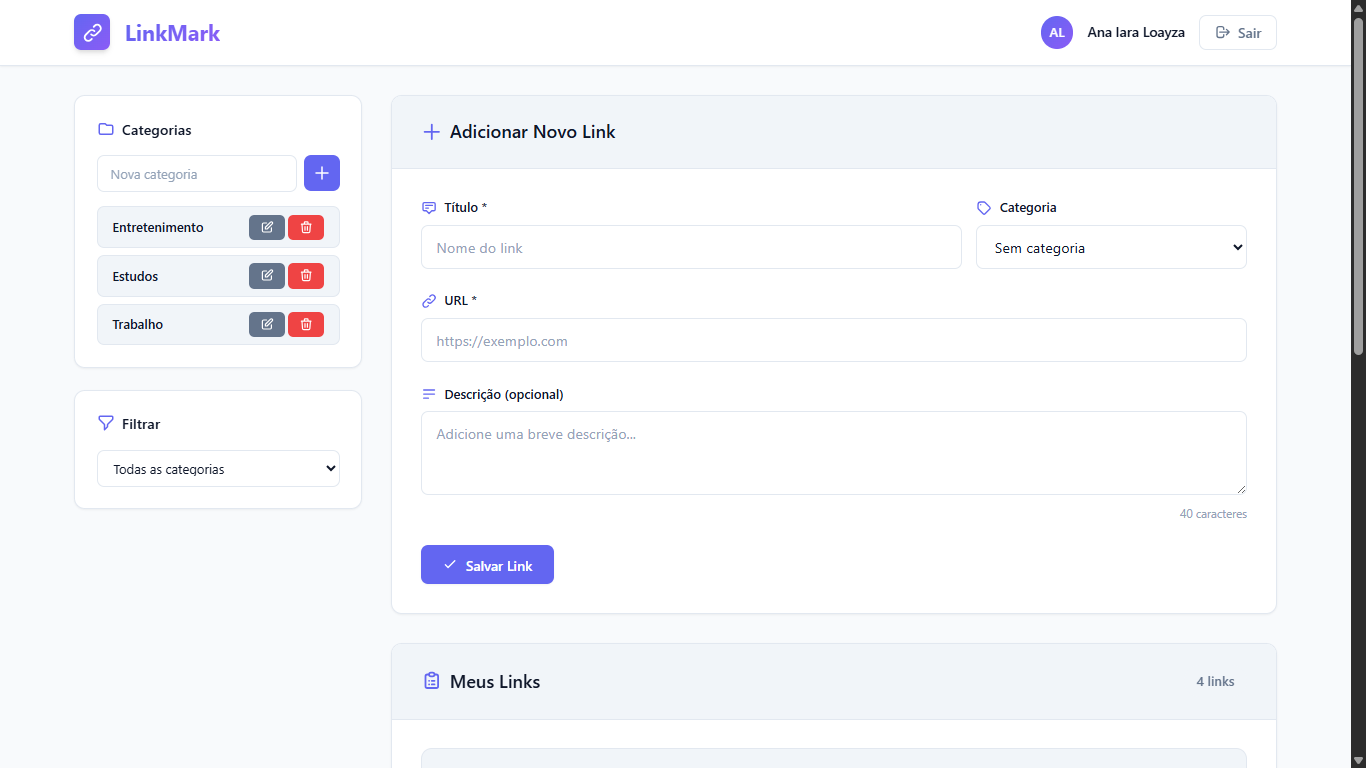 LinkMark
AL
Ana Iara Loayza
Sair
Categorias
Nova categoria
Entretenimento
Estudos
Trabalho
Filtrar
Todas as categorias
Adicionar Novo Link
Título *
Categoria
Nome do link
Sem categoria
URL *
https://exemplo.com
Descrição (opcional)
Adicione uma breve descrição...
40 caracteres
Salvar Link
Meus Links
4 links